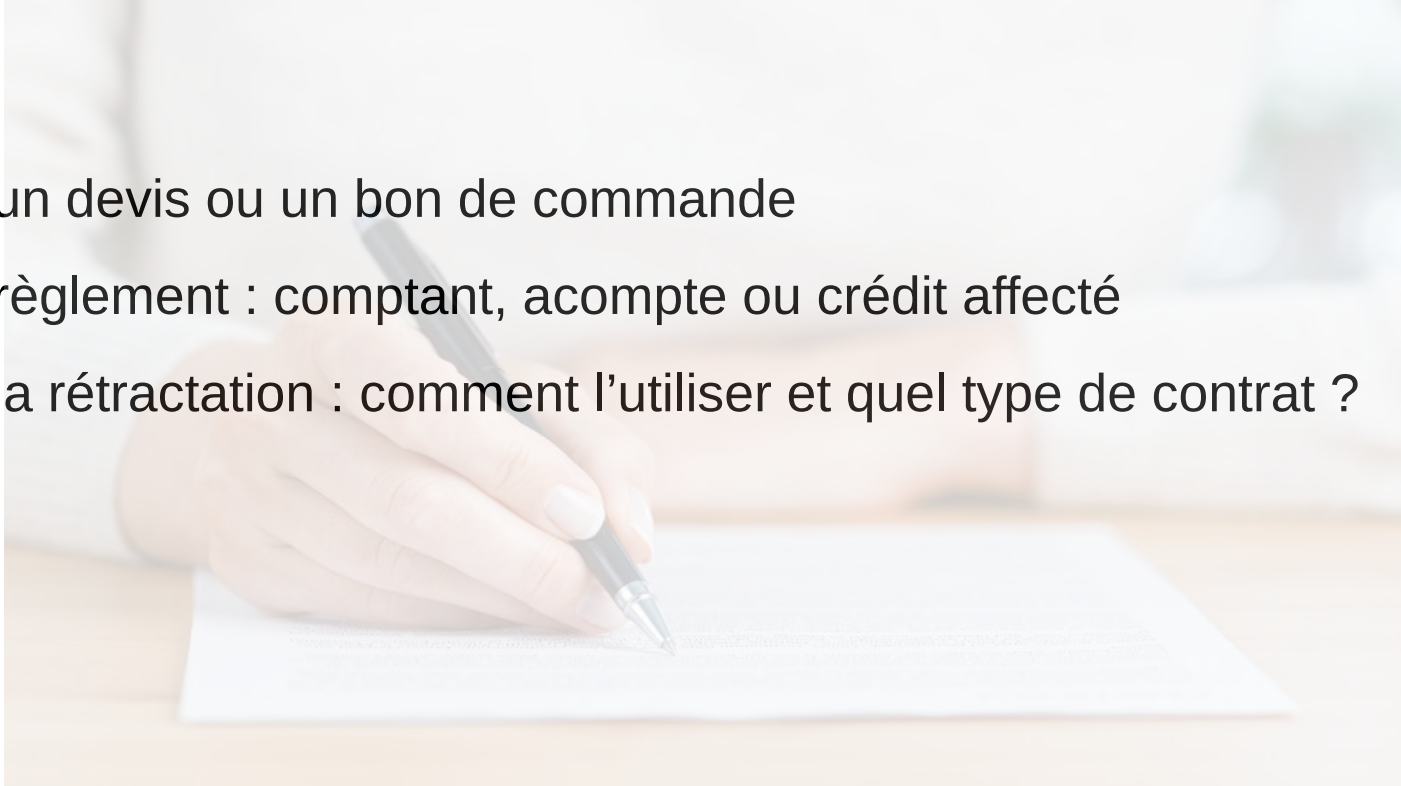 un devis ou un bon de commande
règlement : comptant, acompte ou crédit affecté
a rétractation : comment l’utiliser et quel type de contrat ?